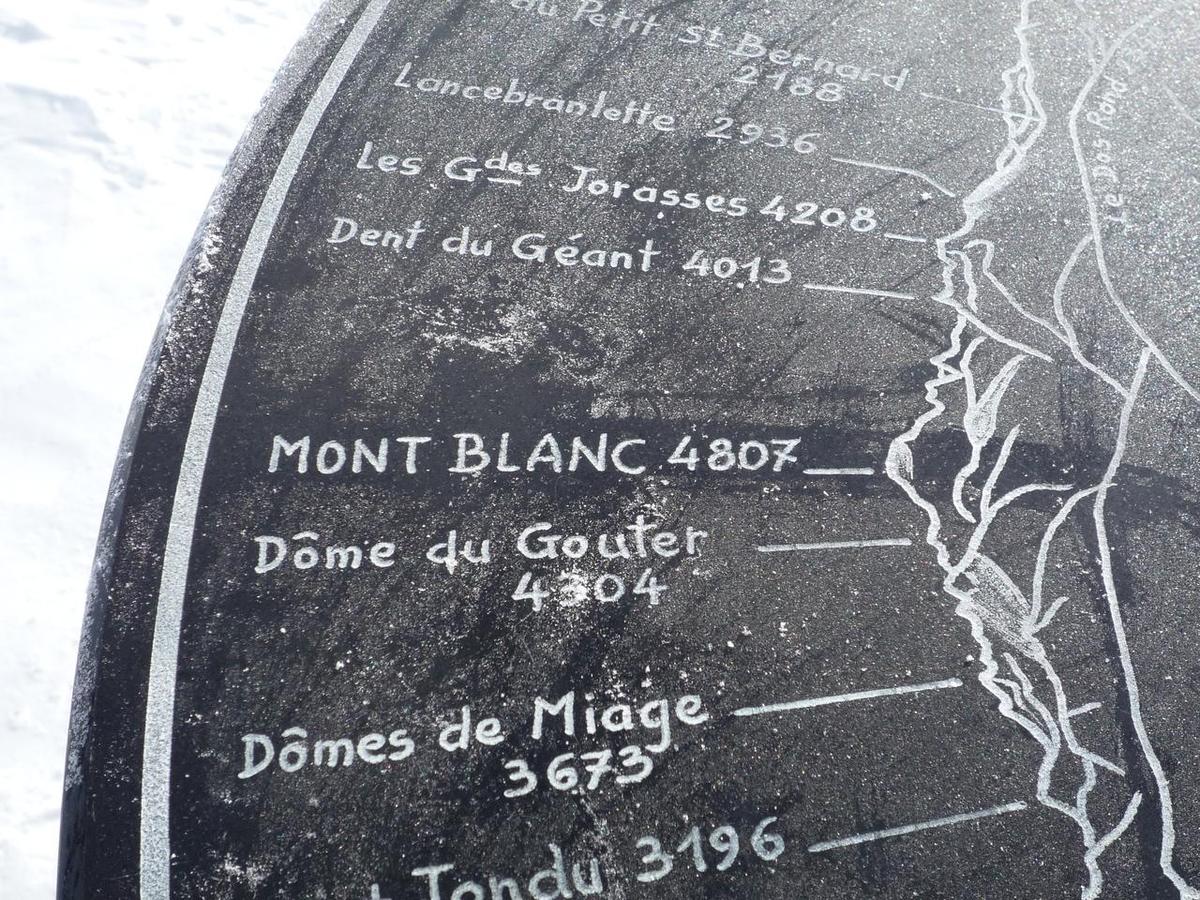 du Petit St Bernard
2188
Lancebranlette 2936
Les Gdes Jorasses 4208
Dent du Géant 4013
MONT BLANC 4807
Dôme du Gouter
4304
Dômes de Miage
3673
Tondu 3196
Le Dos Rond